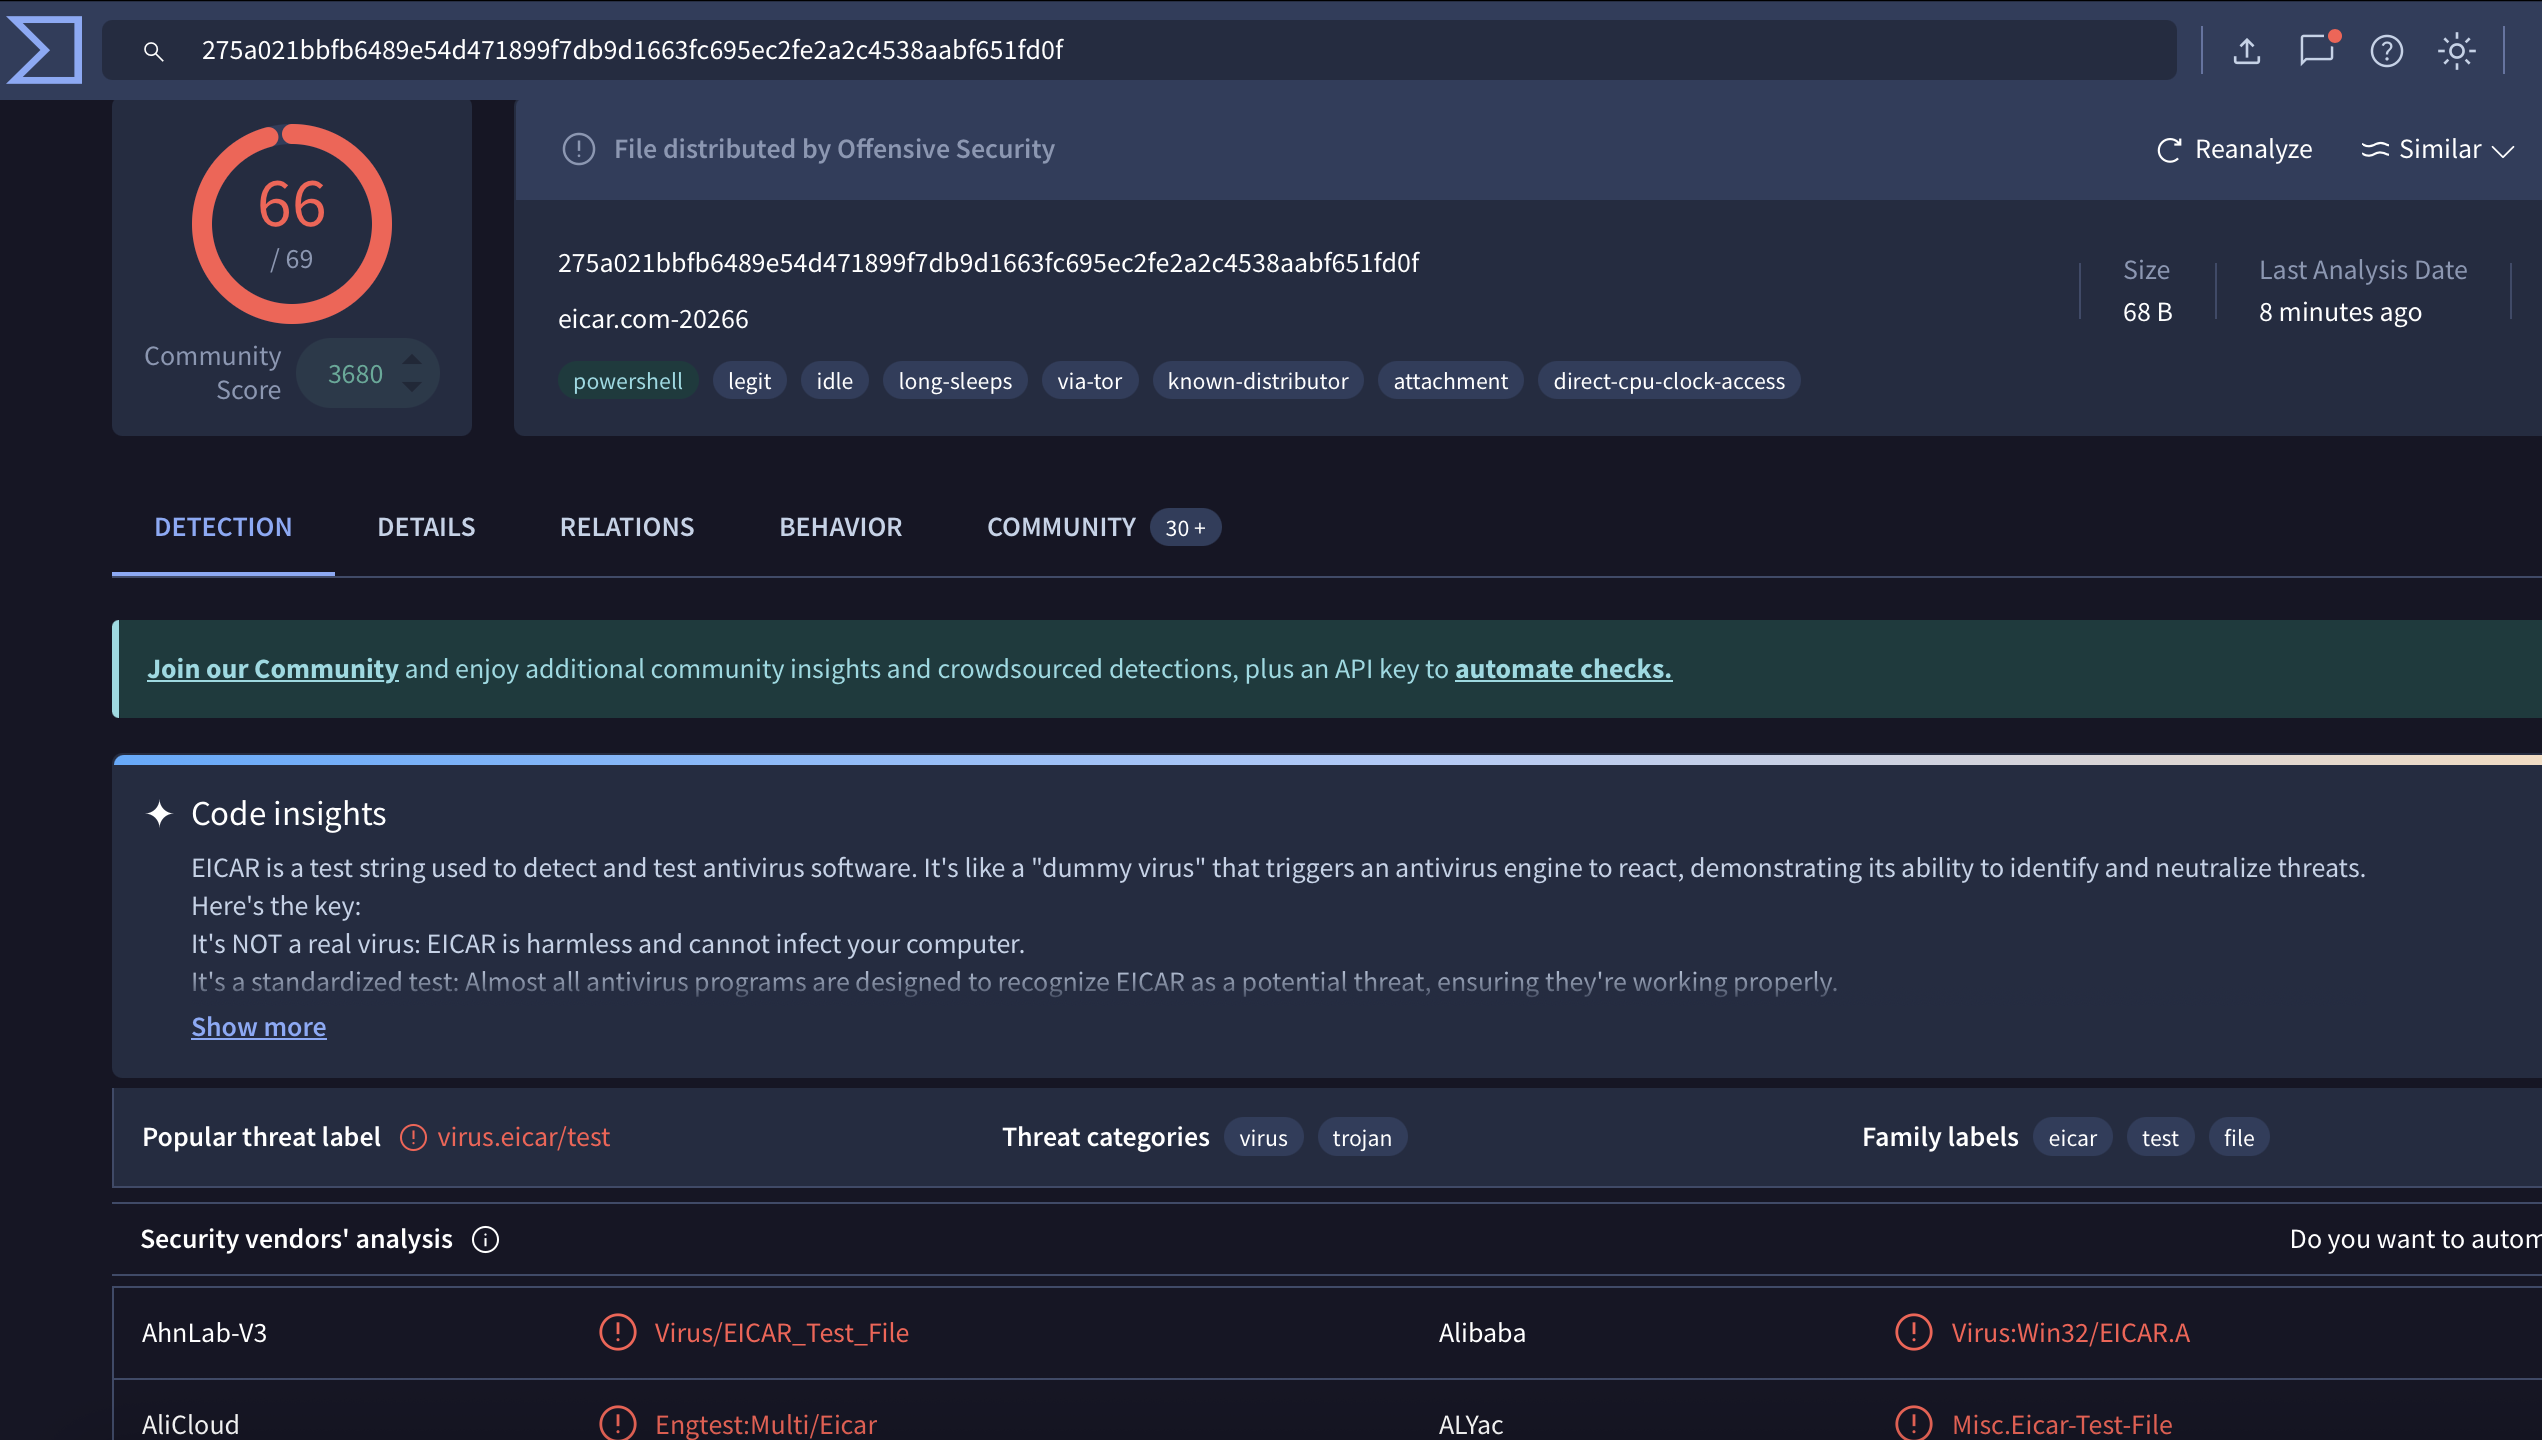 275a021bbfb6489e54d471899f7db9d1663fc695ec2fe2a2c4538aabf651fd0f
66
/ 69
Community Score
3680
File distributed by Offensive Security
Reanalyze
Similar
275a021bbfb6489e54d471899f7db9d1663fc695ec2fe2a2c4538aabf651fd0f
eicar.com-20266
powershell legit idle long-sleeps via-tor known-distributor attachment direct-cpu-clock-access
Size
68 B
Last Analysis Date
8 minutes ago
DETECTION DETAILS RELATIONS BEHAVIOR COMMUNITY 30 +
Join our Community and enjoy additional community insights and crowdsourced detections, plus an API key to automate checks.
Code insights
EICAR is a test string used to detect and test antivirus software. It's like a "dummy virus" that triggers an antivirus engine to react, demonstrating its ability to identify and neutralize threats.
Here's the key:
It's NOT a real virus: EICAR is harmless and cannot infect your computer.
It's a standardized test: Almost all antivirus programs are designed to recognize EICAR as a potential threat, ensuring they're working properly.
Show more
Popular threat label virus.eicar/test Threat categories virus trojan Family labels eicar test file
Security vendors' analysis Do you want to autom
AhnLab-V3 Virus/EICAR_Test_File Alibaba Virus:Win32/EICAR.A
AliCloud Engtest:Multi/Eicar ALYac Misc.Eicar-Test-File